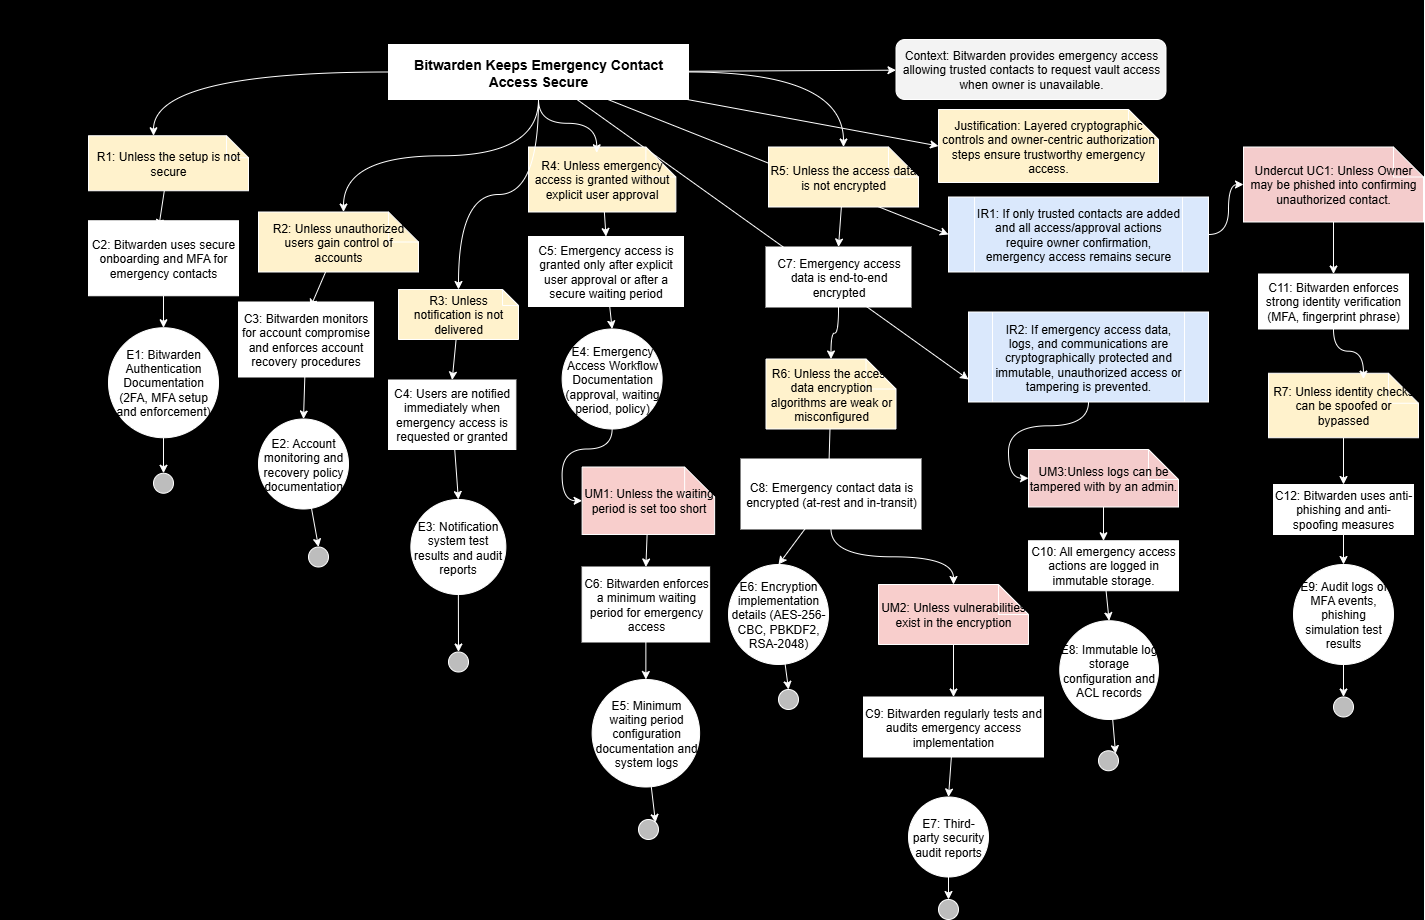 Bitwarden Keeps Emergency Contact
Access Secure
Context: Bitwarden provides emergency access
allowing trusted contacts to request vault access
when owner is unavailable.
Justification: Layered cryptographic
controls and owner-centric authorization
steps ensure trustworthy emergency
access.
R1: Unless the setup is not
secure
C2: Bitwarden uses secure
onboarding and MFA for
emergency contacts
E1: Bitwarden
Authentication
Documentation
(2FA, MFA setup
and enforcement)
R2: Unless unauthorized
users gain control of
accounts
C3: Bitwarden monitors
for account compromise
and enforces account
recovery procedures
E2: Account
monitoring and
recovery policy
documentation
R3: Unless
notification is not
delivered
C4: Users are notified
immediately when
emergency access is
requested or granted
E3: Notification
system test
results and audit
reports
R4: Unless emergency
access is granted without
explicit user approval
C5: Emergency access is
granted only after explicit
user approval or after a
secure waiting period
E4: Emergency
Access Workflow
Documentation
(approval, waiting
period, policy)
UM1: Unless the waiting
period is set too short
C6: Bitwarden enforces
a minimum waiting
period for emergency
access
E5: Minimum
waiting period
configuration
documentation and
system logs
R5: Unless the access data
is not encrypted
C7: Emergency access
data is end-to-end
encrypted
R6: Unless the access
data encryption
algorithms are weak or
misconfigured
C8: Emergency contact data is
encrypted (at-rest and in-transit)
E6: Encryption
implementation
details (AES-256-
CBC, PBKDF2,
RSA-2048)
UM2: Unless vulnerabilities
exist in the encryption
C9: Bitwarden regularly tests and
audits emergency access
implementation
E7: Third-
party security
audit reports
IR1: If only trusted contacts are added
and all access/approval actions
require owner confirmation,
emergency access remains secure
IR2: If emergency access data,
logs, and communications are
cryptographically protected and
immutable, unauthorized access or
tampering is prevented.
UM3:Unless logs can be
tampered with by an admin.
C10: All emergency access
actions are logged in
immutable storage.
E8: Immutable log
storage
configuration and
ACL records
Undercut UC1: Unless Owner
may be phished into confirming
unauthorized contact.
C11: Bitwarden enforces
strong identity verification
(MFA, fingerprint phrase)
R7: Unless identity checks
can be spoofed or
bypassed
C12: Bitwarden uses anti-
phishing and anti-
spoofing measures
E9: Audit logs of
MFA events,
phishing
simulation test
results